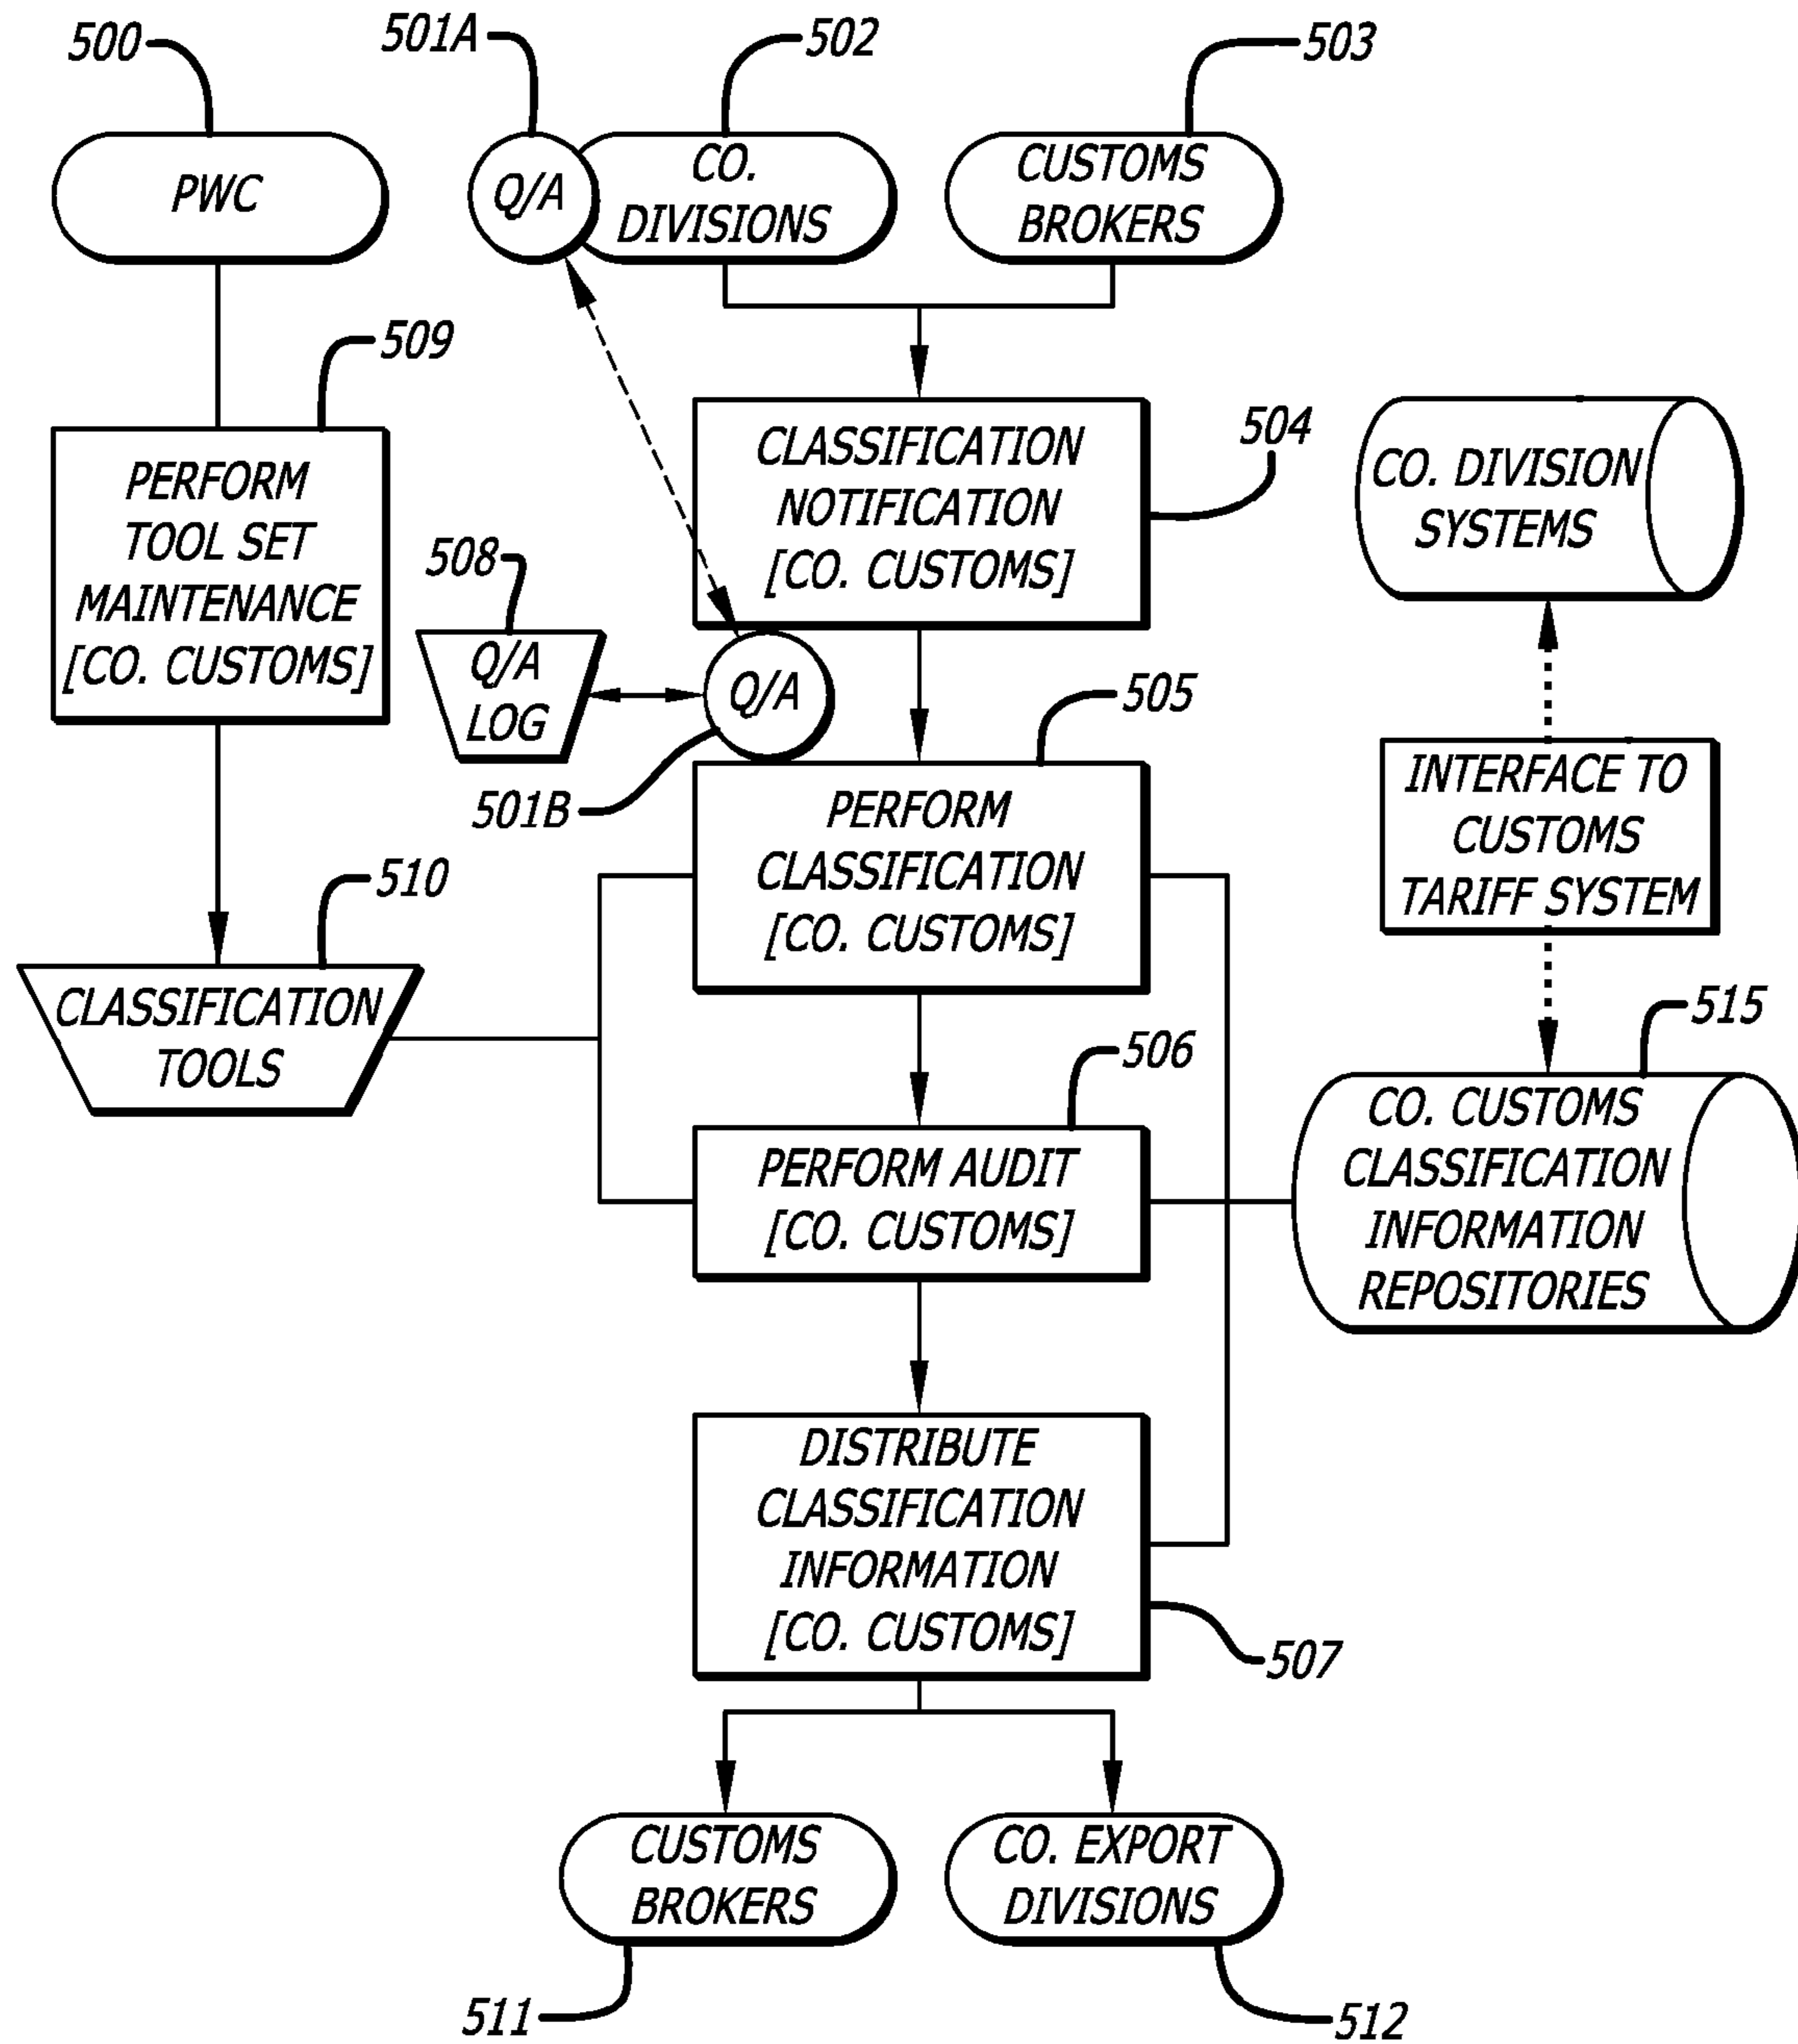 500
501A
502
503
PWC
Q/A
CO.
DIVISIONS
CUSTOMS
BROKERS
509
PERFORM
TOOL SET
MAINTENANCE
[CO. CUSTOMS]
CLASSIFICATION
NOTIFICATION
[CO. CUSTOMS]
504
CO. DIVISION
SYSTEMS
508
Q/A
LOG
Q/A
501B
505
PERFORM
CLASSIFICATION
[CO. CUSTOMS]
INTERFACE TO
CUSTOMS
TARIFF SYSTEM
510
CLASSIFICATION
TOOLS
506
PERFORM AUDIT
[CO. CUSTOMS]
515
CO. CUSTOMS
CLASSIFICATION
INFORMATION
REPOSITORIES
DISTRIBUTE
CLASSIFICATION
INFORMATION
[CO. CUSTOMS]
507
CUSTOMS
BROKERS
CO. EXPORT
DIVISIONS
511
512